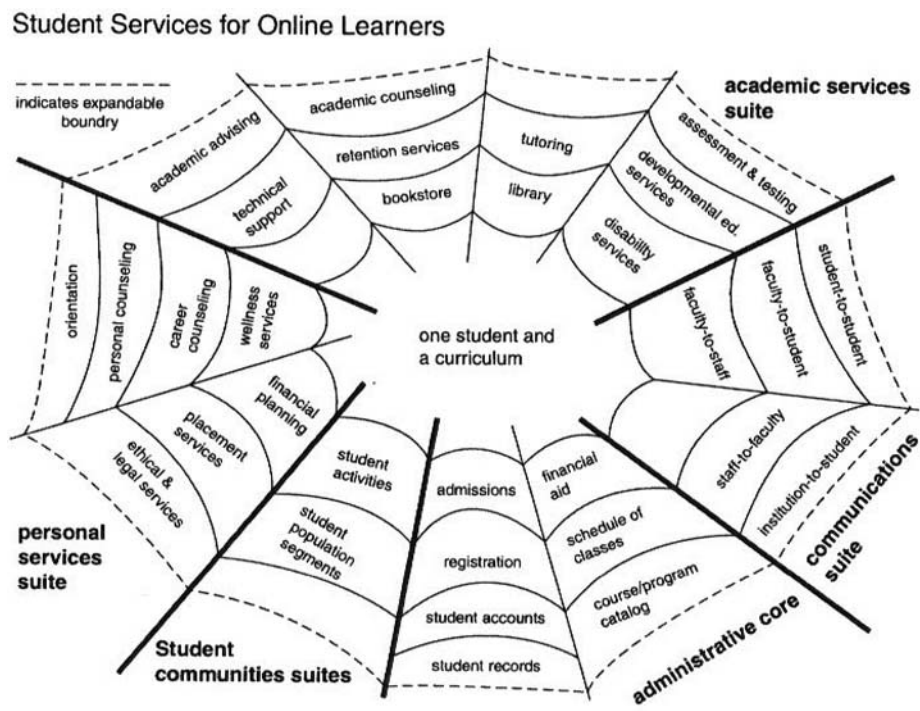 Student Services for Online Learners
indicates expandable
boundry
academic services
suite
academic advising
technical
support
academic counseling
retention services
bookstore
tutoring
library
assessment & testing
developmental ed.
services
disability
services
orientation
personal counseling
career
counseling
wellness
services
one student and
a curriculum
faculty-to-staff
faculty-to-student
student-to-student
financial
planning
placement
services
ethical &
legal services
student
activities
student
population
segments
admissions
registration
student accounts
student records
financial
aid
schedule of
classes
course/program
catalog
staff-to-faculty
institution-to-student
personal
services
suite
Student
communities suites
administrative core
communications
suite